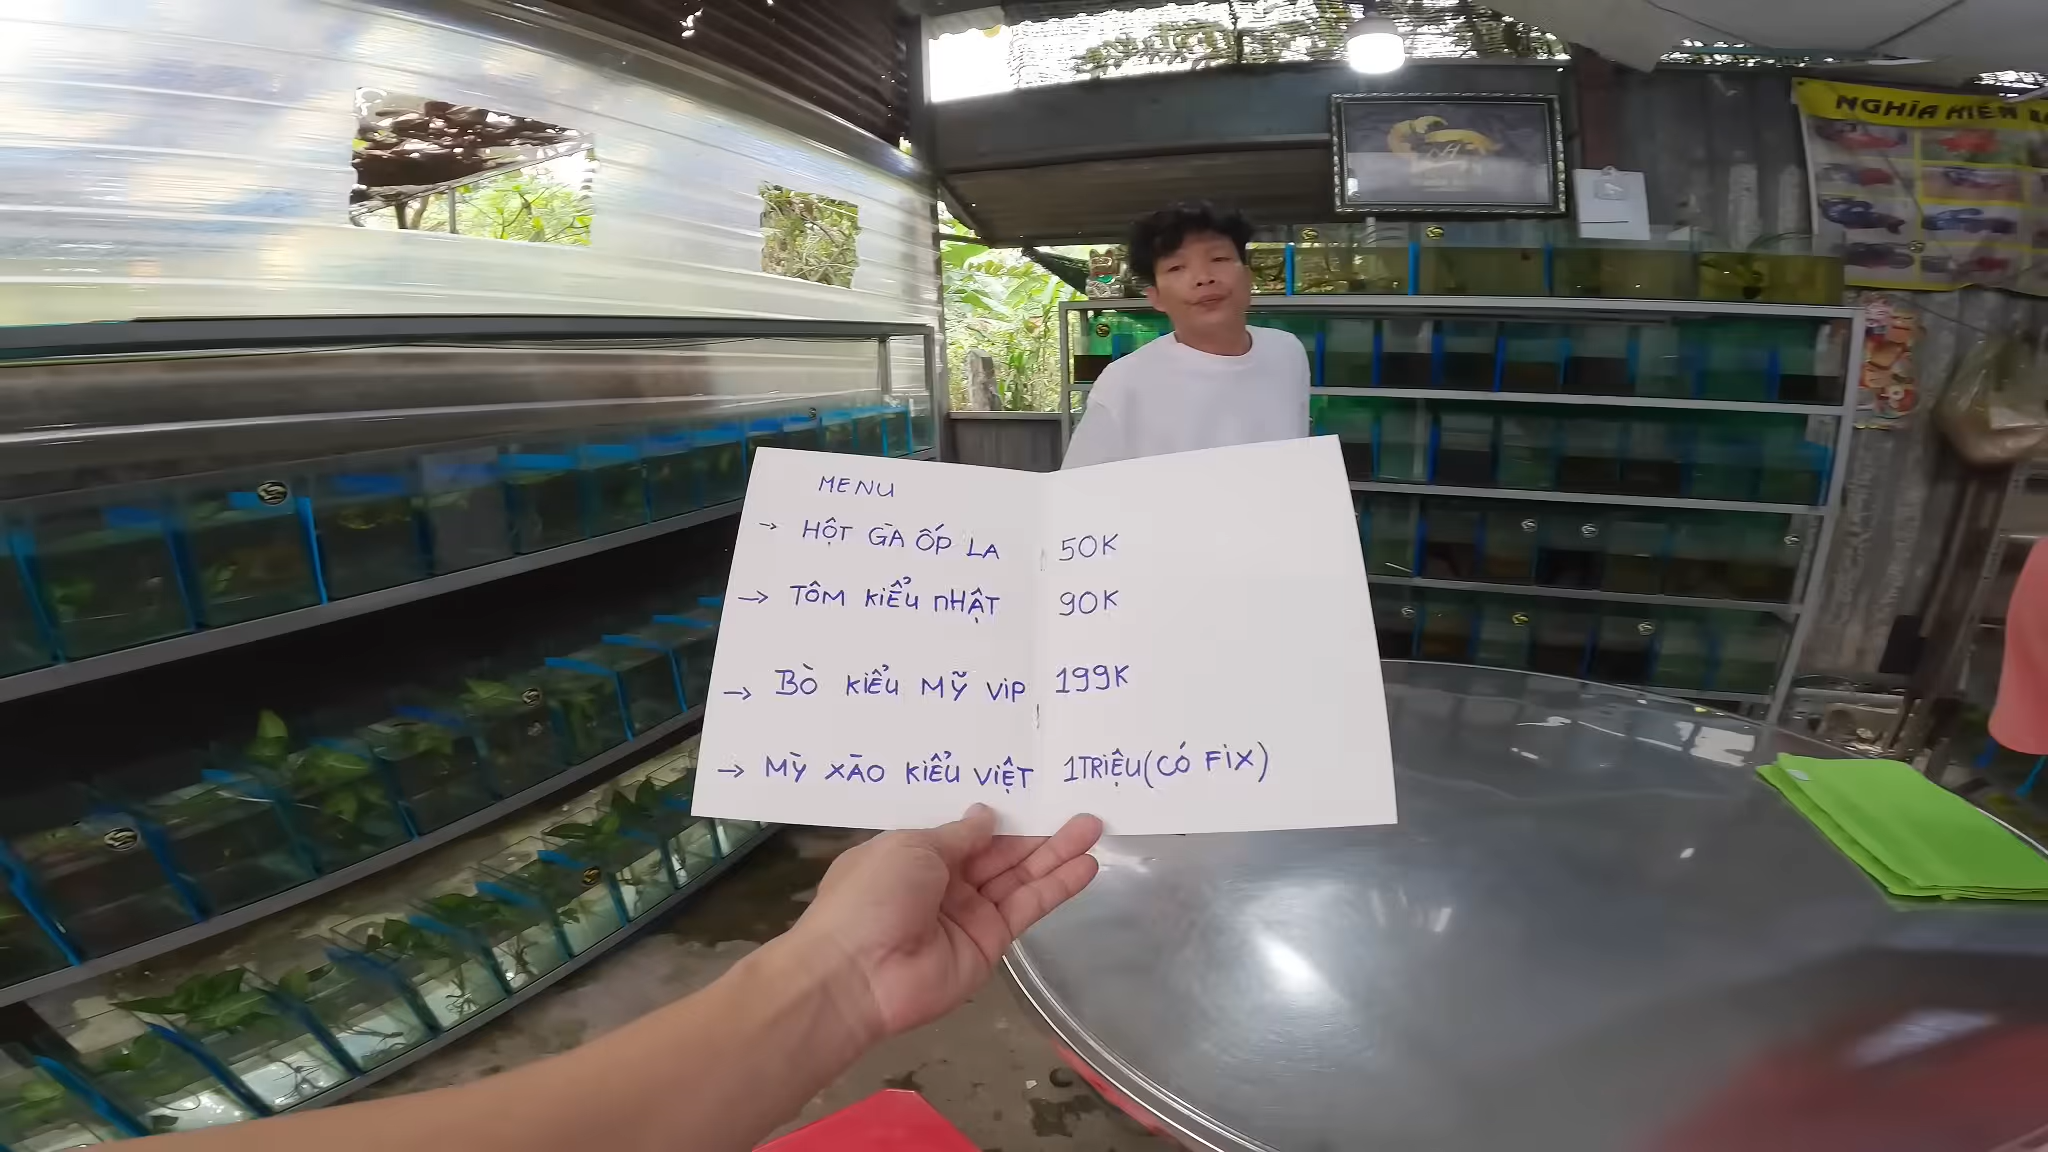 NGHĨA HIỀN
MENU
→ HỘT GÀ ỐP LA 50K
→ TÔM KIỂU NHẬT 90K
→ BÒ KIỂU MỸ VIP 199K
→ MỲ XÀO KIỂU VIỆT 1TRIỆU(CÓ FIX)